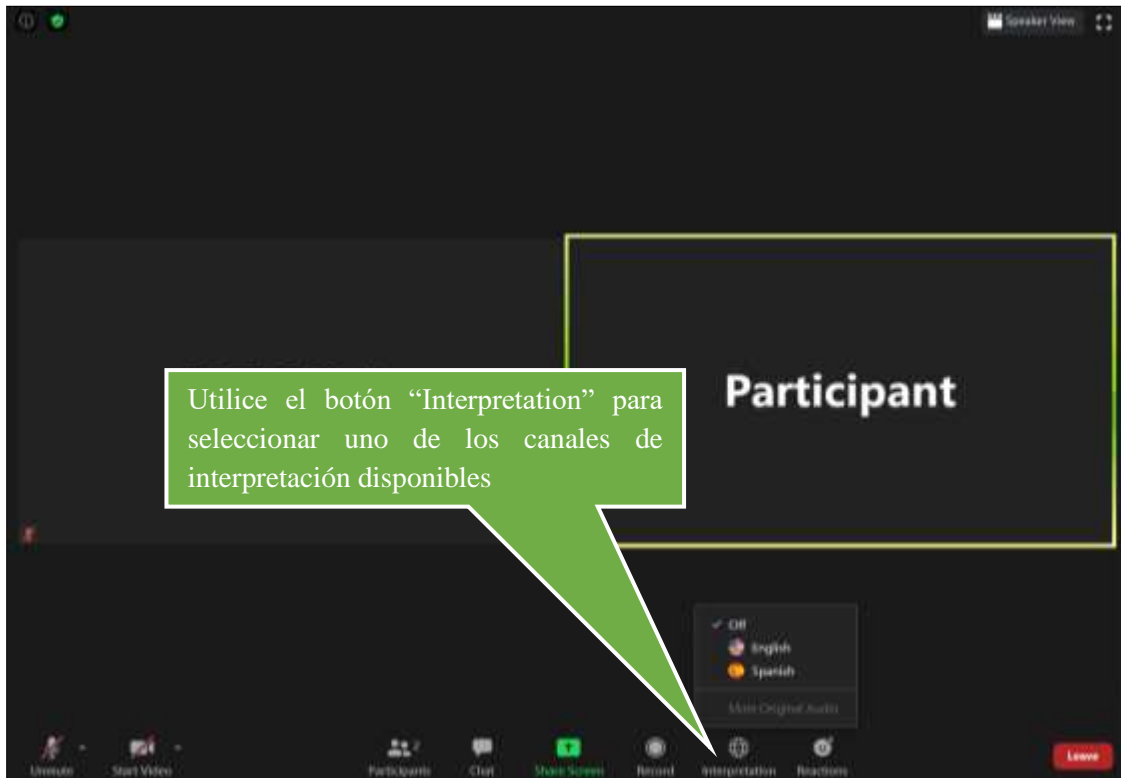 Speaker View
Participant
Utilice el botón “Interpretation” para
seleccionar uno de los canales de
interpretación disponibles
Off
English
Spanish
Mute Original Audio
Unmute
Start Video
Participants
2
Chat
Share Screen
Record
Interpretation
Reactions
Leave